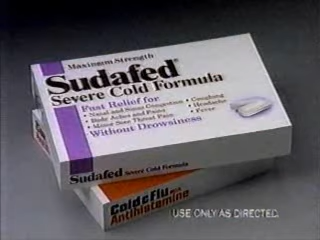 Maximum Strength
Sudafed®
Severe Cold Formula
Fast Relief for
• Nasal and Sinus Congestion • Coughing
• Body Aches and Pains • Headache
• Minor Sore Throat Pain • Fever
Without Drowsiness
Sudafed Severe Cold Formula
Cold & Flu with
Antihistamine
USE ONLY AS DIRECTED.